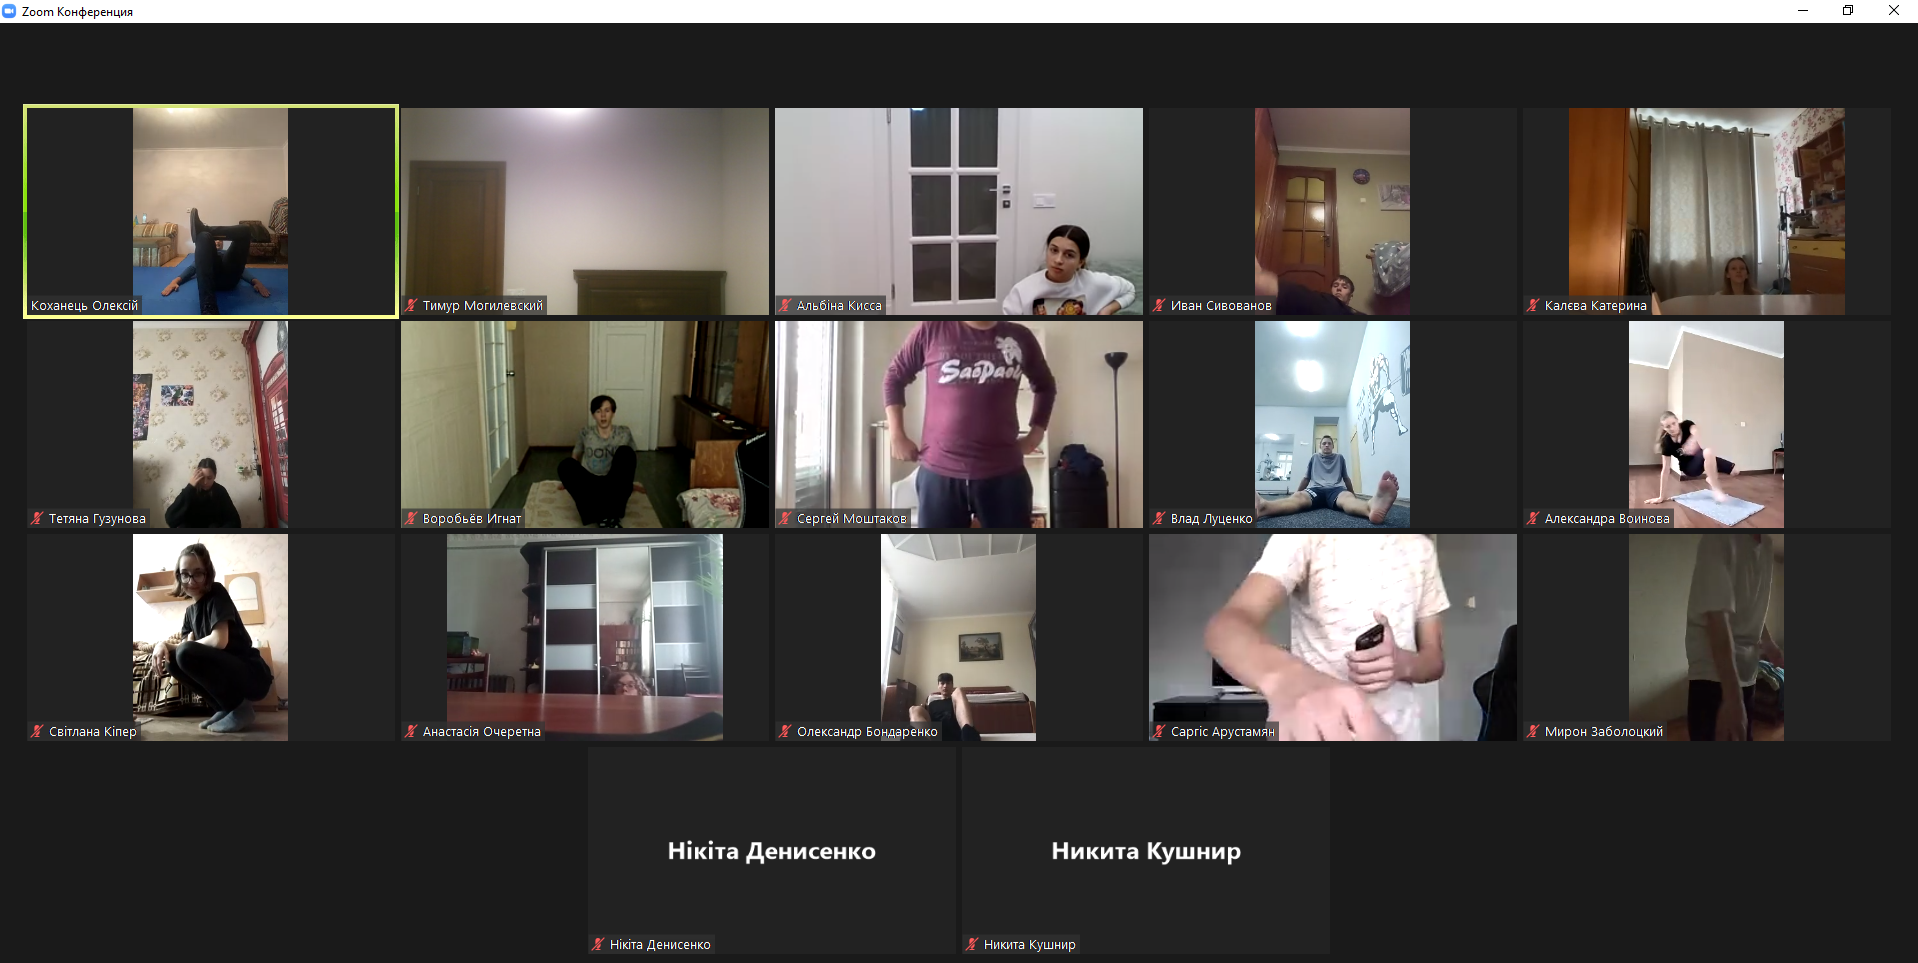 Zoom Конференция
Коханець Олексій
Тимур Могилевский
Альбіна Кисса
Иван Сивованов
Калєва Катерина
Тетяна Гузунова
Воробьёв Игнат
SaoPaolo
Сергей Моштаков
Влад Луценко
Александра Воинова
Світлана Кіпер
Анастасія Очеретна
Олександр Бондаренко
Саргіс Арустамян
Мирон Заболоцкий
Нікіта Денисенко
Никита Кушнир
Нікіта Денисенко
Никита Кушнир